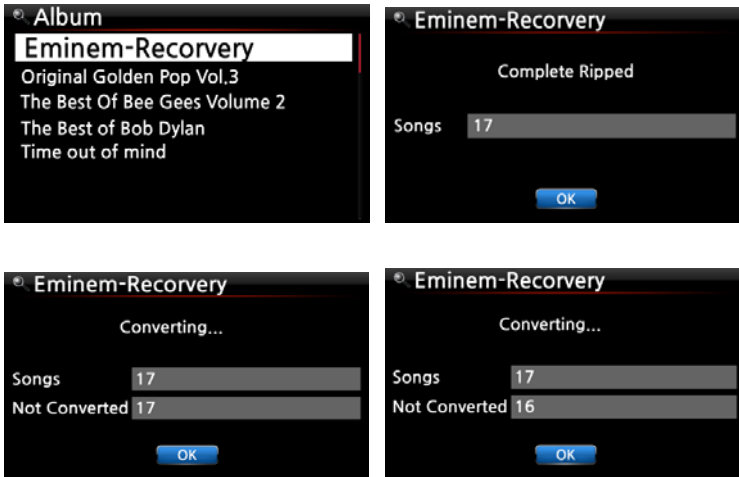 Album
Eminem-Recorvery
Original Golden Pop Vol.3
The Best Of Bee Gees Volume 2
The Best of Bob Dylan
Time out of mind
Eminem-Recorvery
Complete Ripped
Songs 17
OK
Eminem-Recorvery
Converting...
Songs 17
Not Converted 17
OK
Eminem-Recorvery
Converting...
Songs 17
Not Converted 16
OK